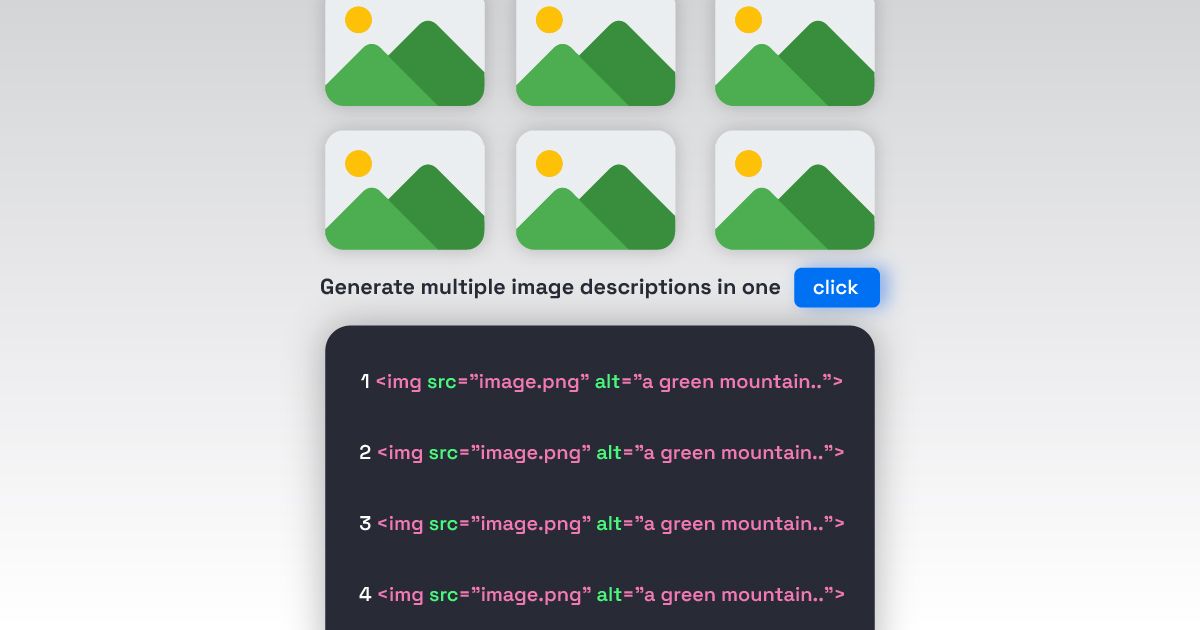 Generate multiple image descriptions in one click
1 <img src=”image.png” alt=”a green mountain..”>
2 <img src=”image.png” alt=”a green mountain..”>
3 <img src=”image.png” alt=”a green mountain..”>
4 <img src=”image.png” alt=”a green mountain..”>